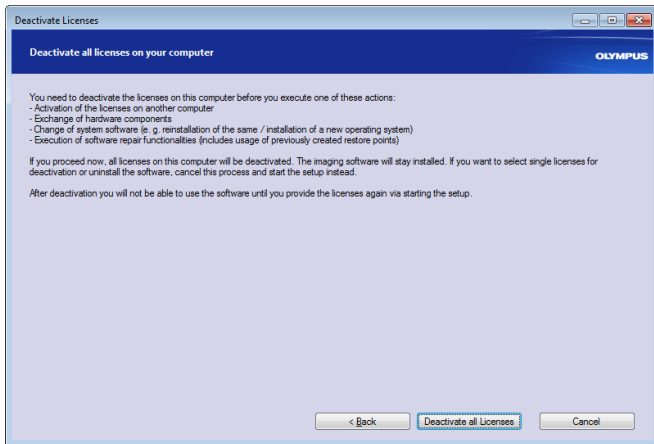 Deactivate Licenses
Deactivate all licenses on your computer
OLYMPUS
You need to deactivate the licenses on this computer before you execute one of these actions:
- Activation of the licenses on another computer
- Exchange of hardware components
- Change of system software (e. g. reinstallation of the same / installation of a new operating system)
- Execution of software repair functionalities (includes usage of previously created restore points)
If you proceed now, all licenses on this computer will be deactivated. The imaging software will stay installed. If you want to select single licenses for
deactivation or uninstall the software, cancel this process and start the setup instead.
After deactivation you will not be able to use the software until you provide the licenses again via starting the setup.
< Back
Deactivate all Licenses
Cancel